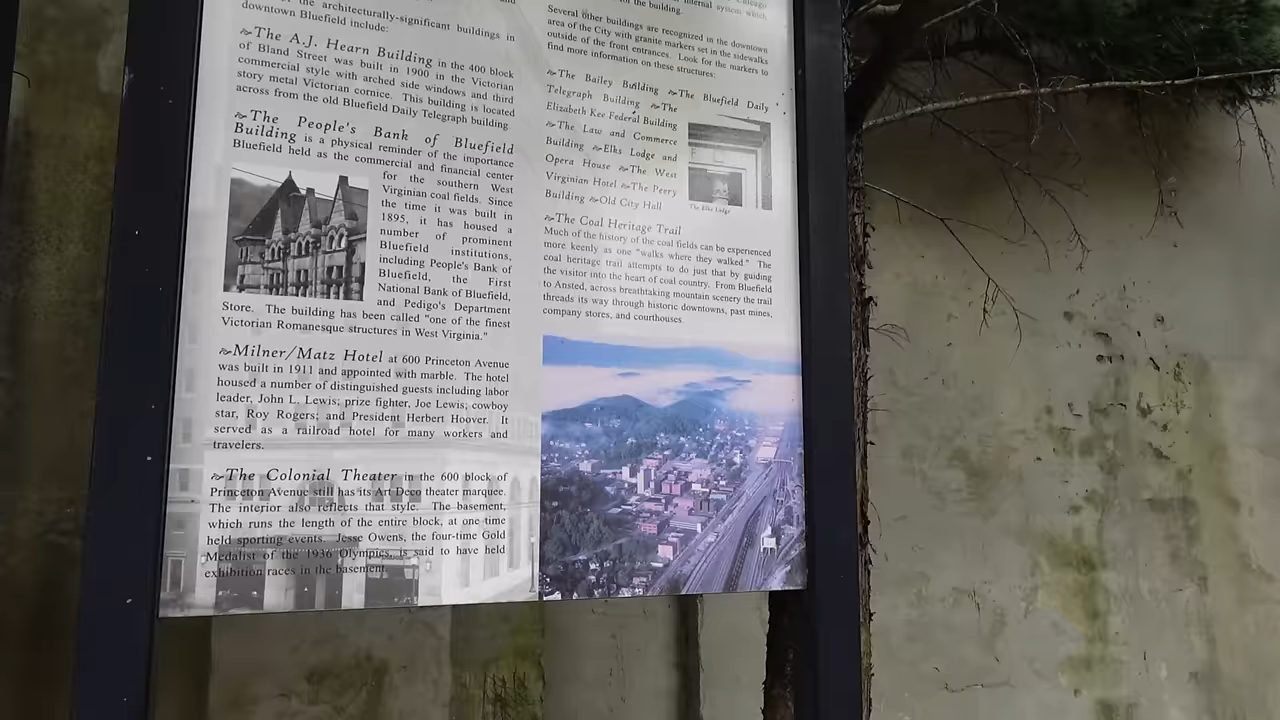 the architecturally-significant buildings in
downtown Bluefield include:
The A.J. Hearn Building in the 400 block
of Bland Street was built in 1900 in the Victorian
commercial style with arched side windows and third
story metal Victorian cornice. This building is located
across from the old Bluefield Daily Telegraph building.
The People's Bank of Bluefield
Building is a physical reminder of the importance
Bluefield held as the commercial and financial center
for the southern West
Virginian coal fields. Since
the time it was built in
1895, it has housed a
number of prominent
Bluefield institutions,
including People's Bank of
Bluefield, the First
National Bank of Bluefield,
and Pedigo's Department
Store. The building has been called "one of the finest
Victorian Romanesque structures in West Virginia."
Milner/Matz Hotel at 600 Princeton Avenue
was built in 1911 and appointed with marble. The hotel
housed a number of distinguished guests including labor
leader, John L. Lewis; prize fighter, Joe Lewis; cowboy
star, Roy Rogers; and President Herbert Hoover. It
served as a railroad hotel for many workers and
travelers.
The Colonial Theater in the 600 block of
Princeton Avenue still has its Art Deco theater marquee.
The interior also reflects that style. The basement,
which runs the length of the entire block, at one time
held sporting events. Jesse Owens, the four-time Gold
Medalist of the 1936 Olympics, is said to have held
exhibition races in the basement.
internal system which
for the building.
Several other buildings are recognized in the downtown
area of the City with granite markers set in the sidewalks
outside of the front entrances. Look for the markers to
find more information on these structures:
The Bailey Building The Bluefield Daily
Telegraph Building The
Elizabeth Kee Federal Building
The Law and Commerce
Building Elks Lodge and
Opera House The West
Virginian Hotel The Peery
Building Old City Hall
The Elks Lodge
The Coal Heritage Trail
Much of the history of the coal fields can be experienced
more keenly as one "walks where they walked." The
coal heritage trail attempts to do just that by guiding
the visitor into the heart of coal country. From Bluefield
to Ansted, across breathtaking mountain scenery the trail
threads its way through historic downtowns, past mines,
company stores, and courthouses.